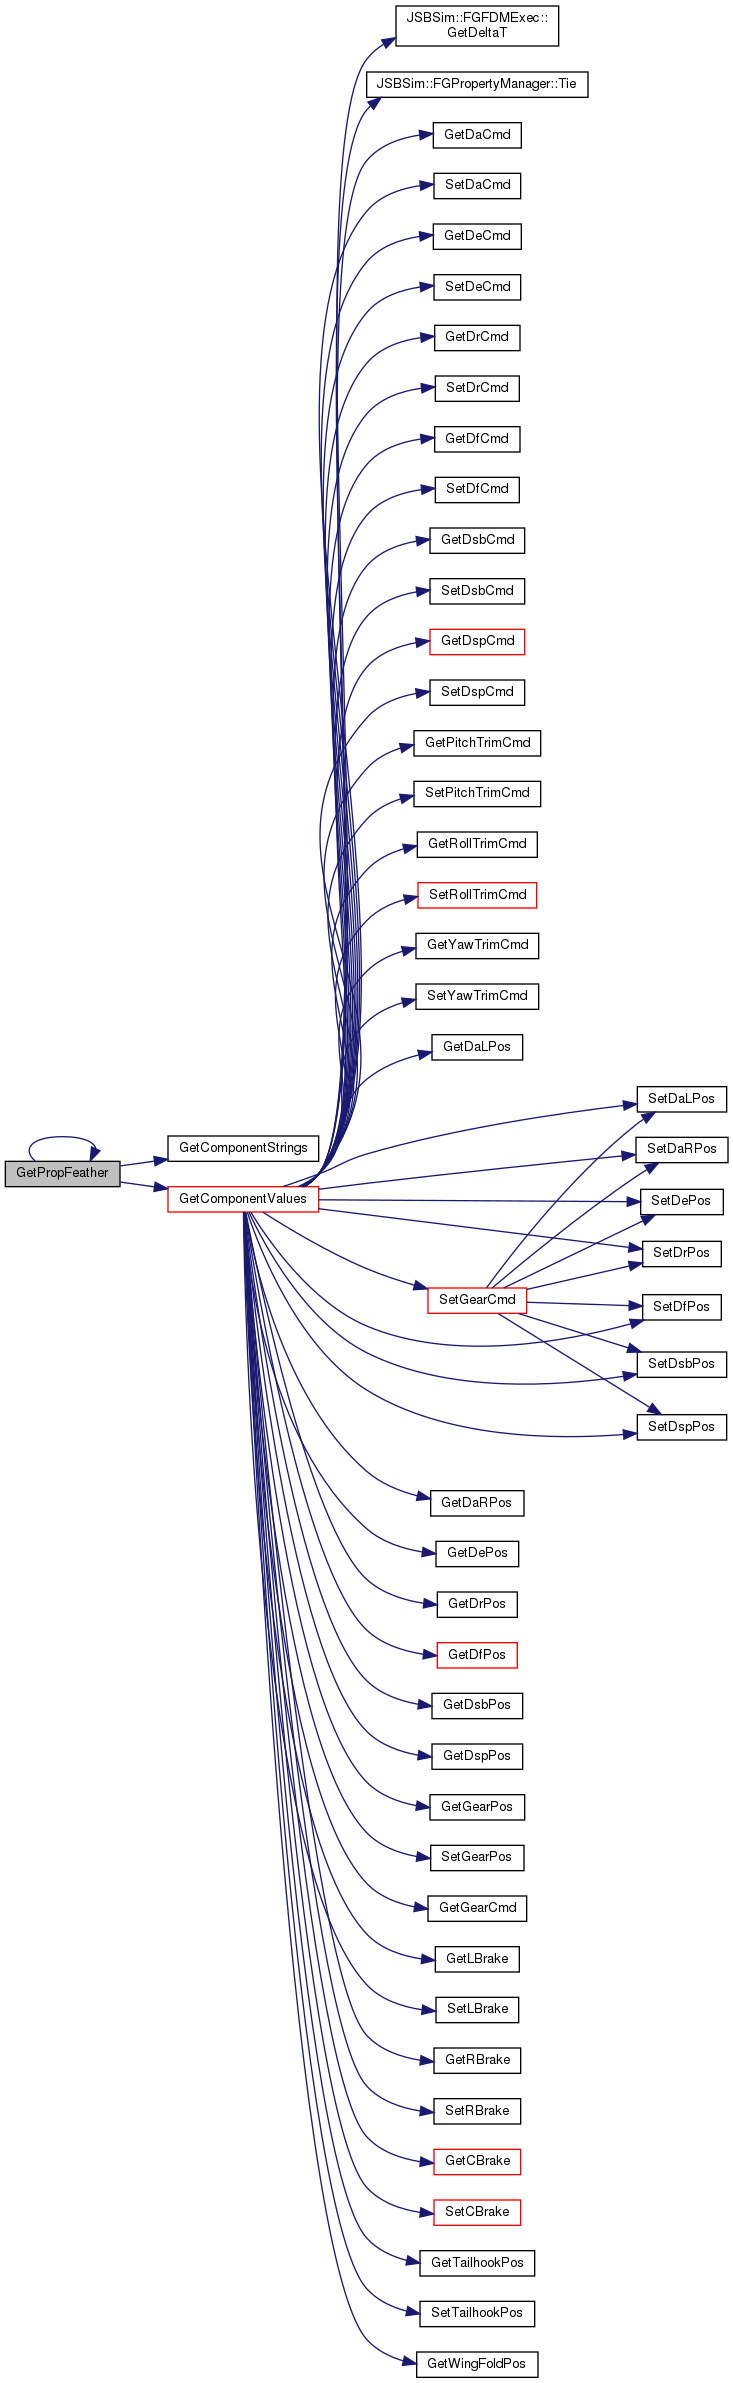 JSBSim::FGFDMExec::
GetDeltaT
JSBSim::FGPropertyManager::Tie
GetDaCmd
SetDaCmd
GetDeCmd
SetDeCmd
GetDrCmd
SetDrCmd
GetDfCmd
SetDfCmd
GetDsbCmd
SetDsbCmd
GetDspCmd
SetDspCmd
GetPitchTrimCmd
SetPitchTrimCmd
GetRollTrimCmd
SetRollTrimCmd
GetYawTrimCmd
SetYawTrimCmd
GetDaLPos
SetDaLPos
GetComponentStrings
SetDaRPos
GetPropFeather
GetComponentValues
SetDePos
SetDrPos
SetGearCmd
SetDfPos
SetDsbPos
SetDspPos
GetDaRPos
GetDePos
GetDrPos
GetDfPos
GetDsbPos
GetDspPos
GetGearPos
SetGearPos
GetGearCmd
GetLBrake
SetLBrake
GetRBrake
SetRBrake
GetCBrake
SetCBrake
GetTailhookPos
SetTailhookPos
GetWingFoldPos